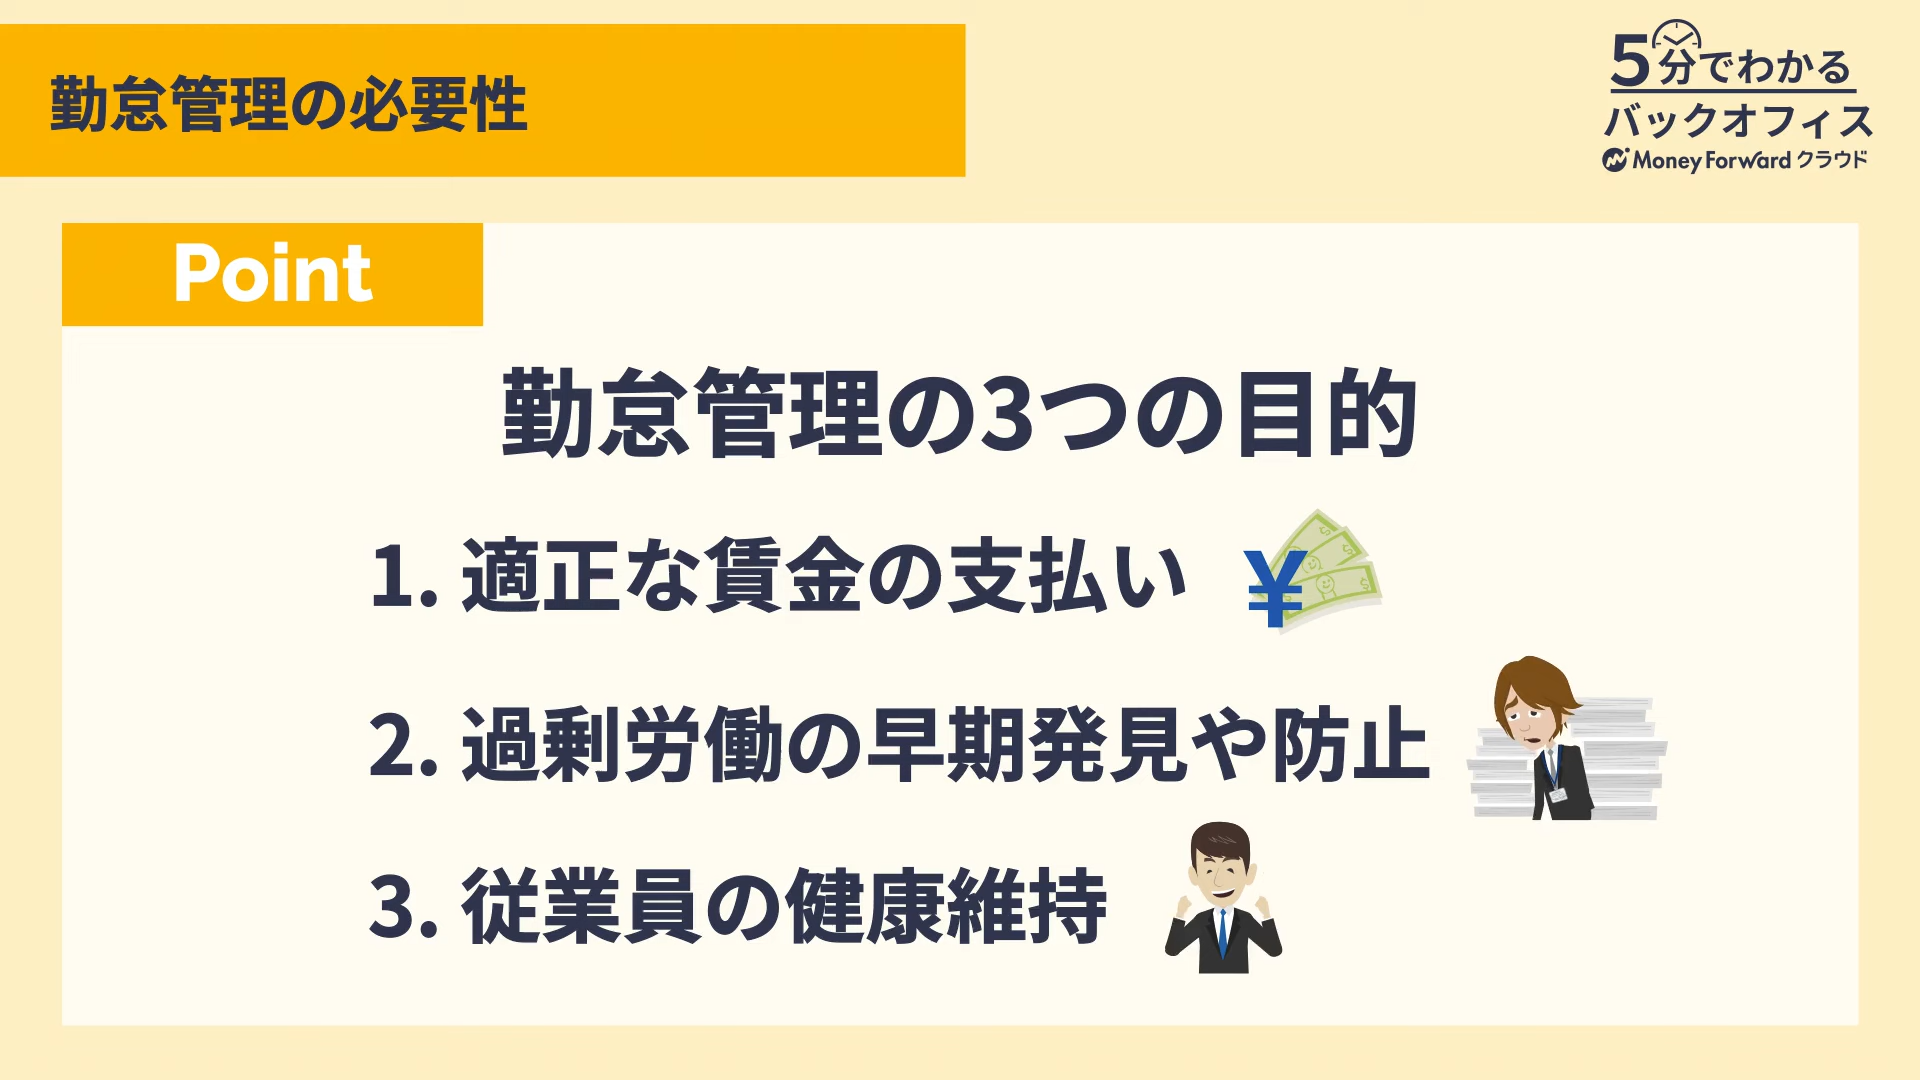 勤怠管理の必要性
5分でわかる
バックオフィス
Money Forward クラウド
Point
勤怠管理の3つの目的
1. 適正な賃金の支払い
¥
2. 過剰労働の早期発見や防止
3. 従業員の健康維持